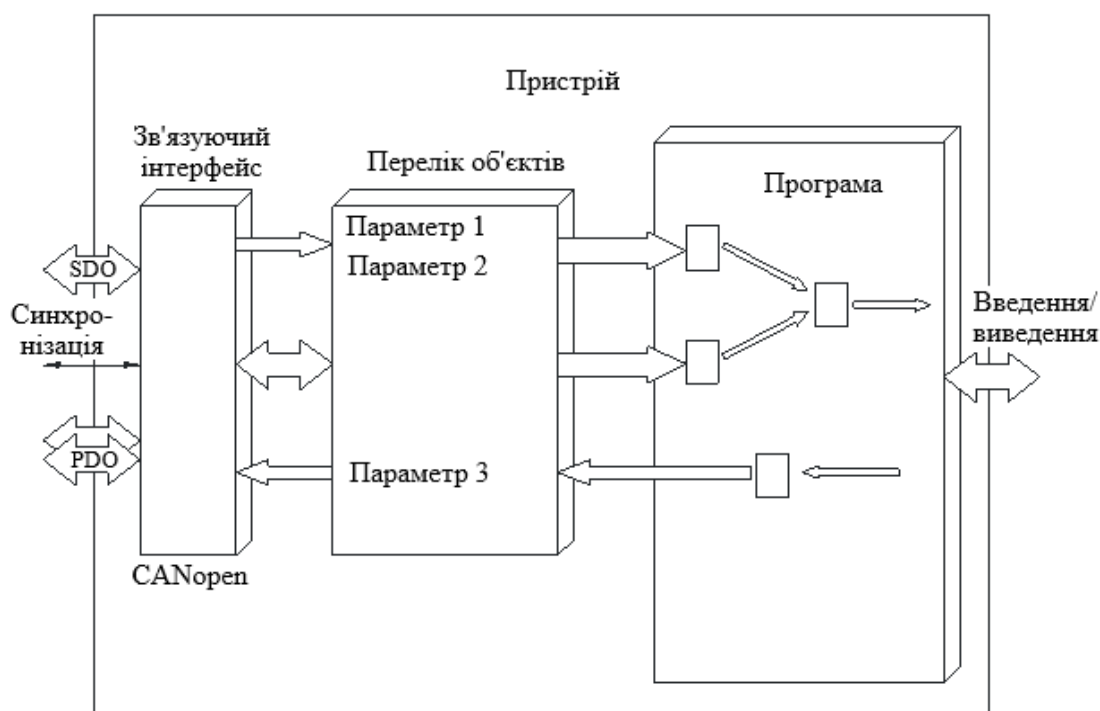 Пристрій
Зв'язуючий
інтерфейс
Перелік об'єктів
Програма
Параметр 1
Параметр 2
SDO
Синхро-
нізація
Введення/
виведення
PDO
Параметр 3
CANopen